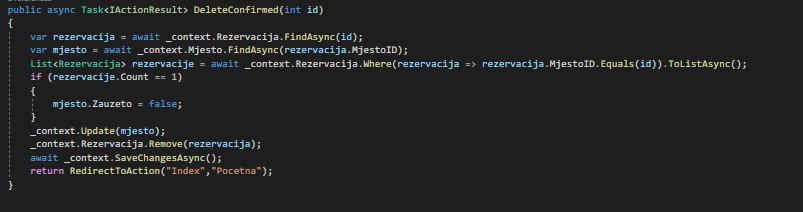 public async Task<IActionResult> DeleteConfirmed(int id)
{
    var rezervacija = await _context.Rezervacija.FindAsync(id);
    var mjesto = await _context.Mjesto.FindAsync(rezervacija.MjestoID);
    List<Rezervacija> rezervacije = await _context.Rezervacija.Where(rezervacija => rezervacija.MjestoID.Equals(id)).ToListAsync();
    if (rezervacije.Count == 1)
    {
        mjesto.Zauzeto = false;
    }
    _context.Update(mjesto);
    _context.Rezervacija.Remove(rezervacija);
    await _context.SaveChangesAsync();
    return RedirectToAction("Index","Pocetna");
}